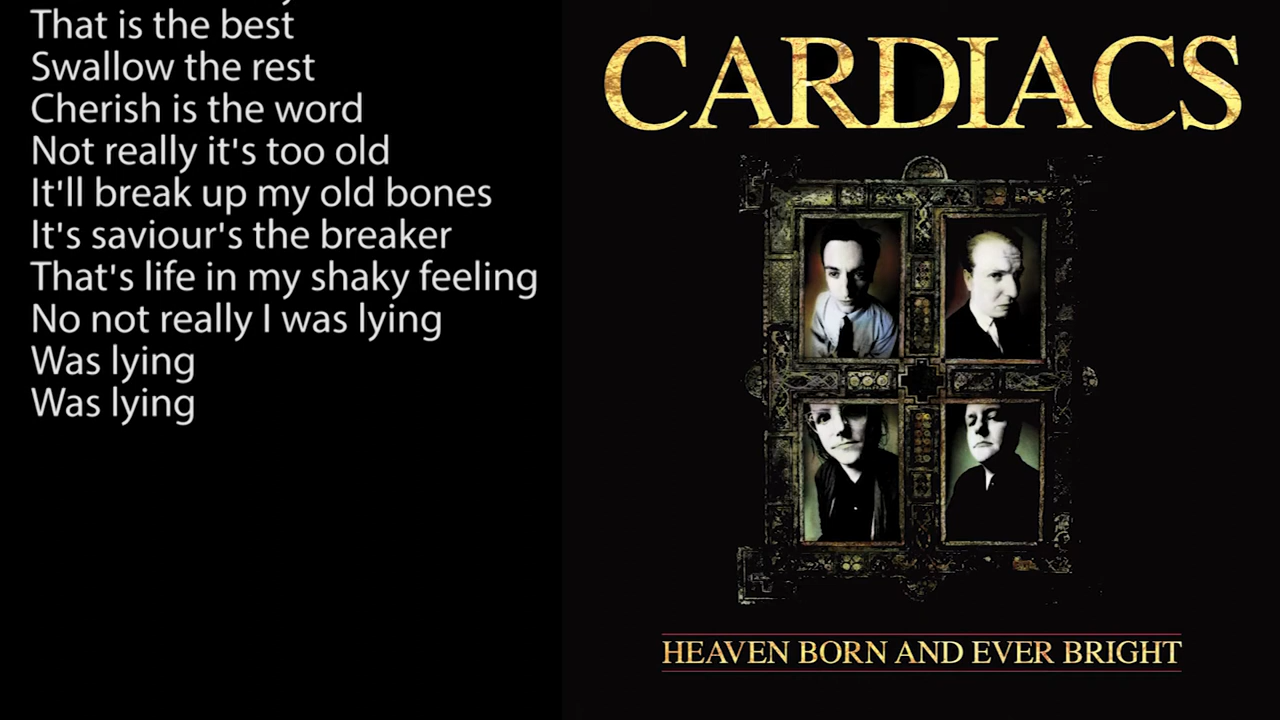 That is the best
Swallow the rest
Cherish is the word
Not really it's too old
It'll break up my old bones
It's saviour's the breaker
That's life in my shaky feeling
No not really I was lying
Was lying
Was lying
CARDIACS
HEAVEN BORN AND EVER BRIGHT